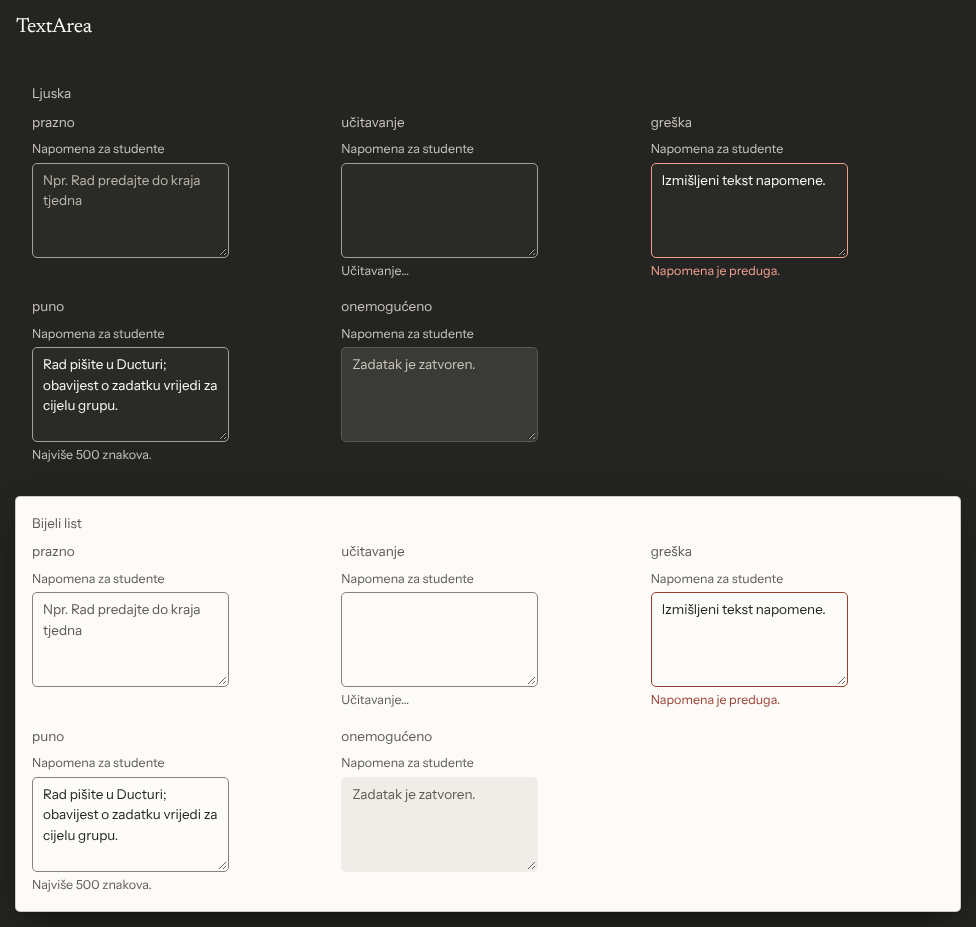 TextArea
Ljuska
prazno
učitavanje
greška
Napomena za studente
Napomena za studente
Napomena za studente
Npr. Rad predajte do kraja
tjedna
Izmišljeni tekst napomene.
Učitavanje…
Napomena je preduga.
puno
onemogućeno
Napomena za studente
Napomena za studente
Rad pišite u Ducturi;
obavijest o zadatku vrijedi za
cijelu grupu.
Zadatak je zatvoren.
Najviše 500 znakova.
Bijeli list
prazno
učitavanje
greška
Napomena za studente
Napomena za studente
Napomena za studente
Npr. Rad predajte do kraja
tjedna
Izmišljeni tekst napomene.
Učitavanje…
Napomena je preduga.
puno
onemogućeno
Napomena za studente
Napomena za studente
Rad pišite u Ducturi;
obavijest o zadatku vrijedi za
cijelu grupu.
Zadatak je zatvoren.
Najviše 500 znakova.